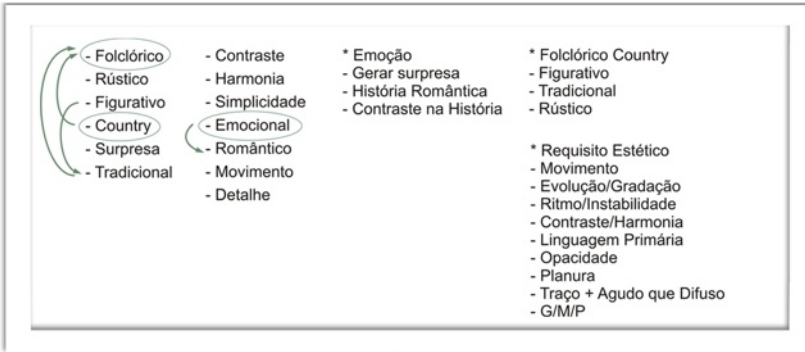 - Folclórico
- Rústico
- Figurativo
- Country
- Surpresa
- Tradicional
- Contraste
- Harmonia
- Simplicidade
- Emocional
- Romântico
- Movimento
- Detalhe
* Emoção
- Gerar surpresa
- História Romântica
- Contraste na História
* Folclórico Country
- Figurativo
- Tradicional
- Rústico
* Requisito Estético
- Movimento
- Evolução/Gradação
- Ritmo/Instabilidade
- Contraste/Harmonia
- Linguagem Primária
- Opacidade
- Planura
- Traço + Agudo que Difuso
- G/M/P